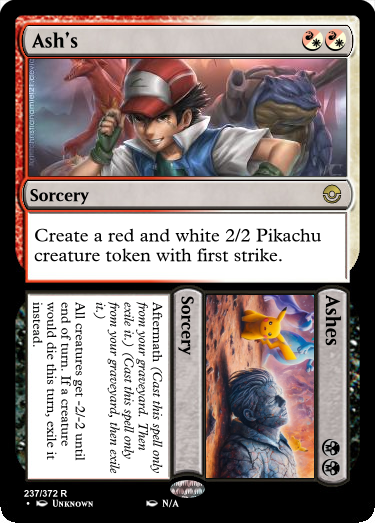 Ash's
Sorcery
Create a red and white 2/2 Pikachu
creature token with first strike.
Ashes
Sorcery
Aftermath (Cast this spell only
from your graveyard. Then
exile it.) (Cast this spell only
from your graveyard, then exile
it.)
All creatures get -2/-2 until
end of turn. If a creature
would die this turn, exile it
instead.
237/372 R
• UNKNOWN
N/A